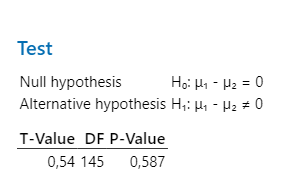 Test
Null hypothesis H₀: μ₁ - µ₂ = 0
Alternative hypothesis H₁: μ₁ - µ₂ ≠ 0
T-Value DF P-Value
0,54 145 0,587